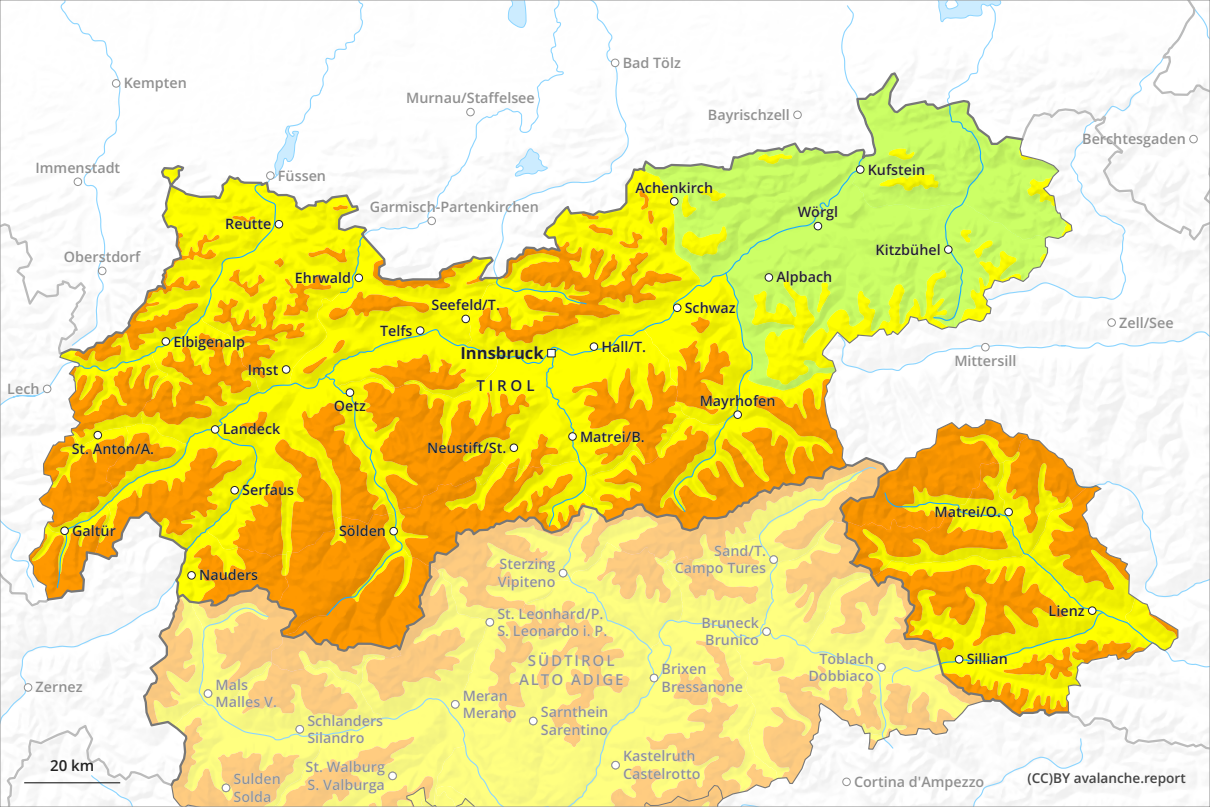 Kempten
Bad Tölz
Murnau/Staffelsee
Bayrischzell
Berchtesgaden
Immenstadt
Füssen
Kufstein
Achenkirch
Garmisch-Partenkirchen
Reutte
Wörgl
Oberstdorf
Kitzbühel
Ehrwald
Alpbach
Seefeld/T.
Schwaz
Telfs
Zell/See
Elbigenalp
Innsbruck
Hall/T.
Mittersill
Imst
TIROL
Lech
Oetz
Mayrhofen
Landeck
Matrei/B.
St. Anton/A.
Neustift/St.
Serfaus
Matrei/O.
Galtür
Sölden
Sand/T.
Campo Tures
Sterzing
Vipiteno
Nauders
St. Leonhard/P.
S. Leonardo i. P.
Lienz
Bruneck
Brunico
SÜDTIROL
ALTO ADIGE
Toblach
Dobbiaco
Sillian
Brixen
Bressanone
Zernez
Mals
Malles V.
Meran
Merano
Sarnthein
Sarentino
Schlanders
Silandro
20 km
St. Walburg
S. Valburga
Kastelruth
Castelrotto
Sulden
Solda
Cortina d'Ampezzo
(CC)BY avalanche.report